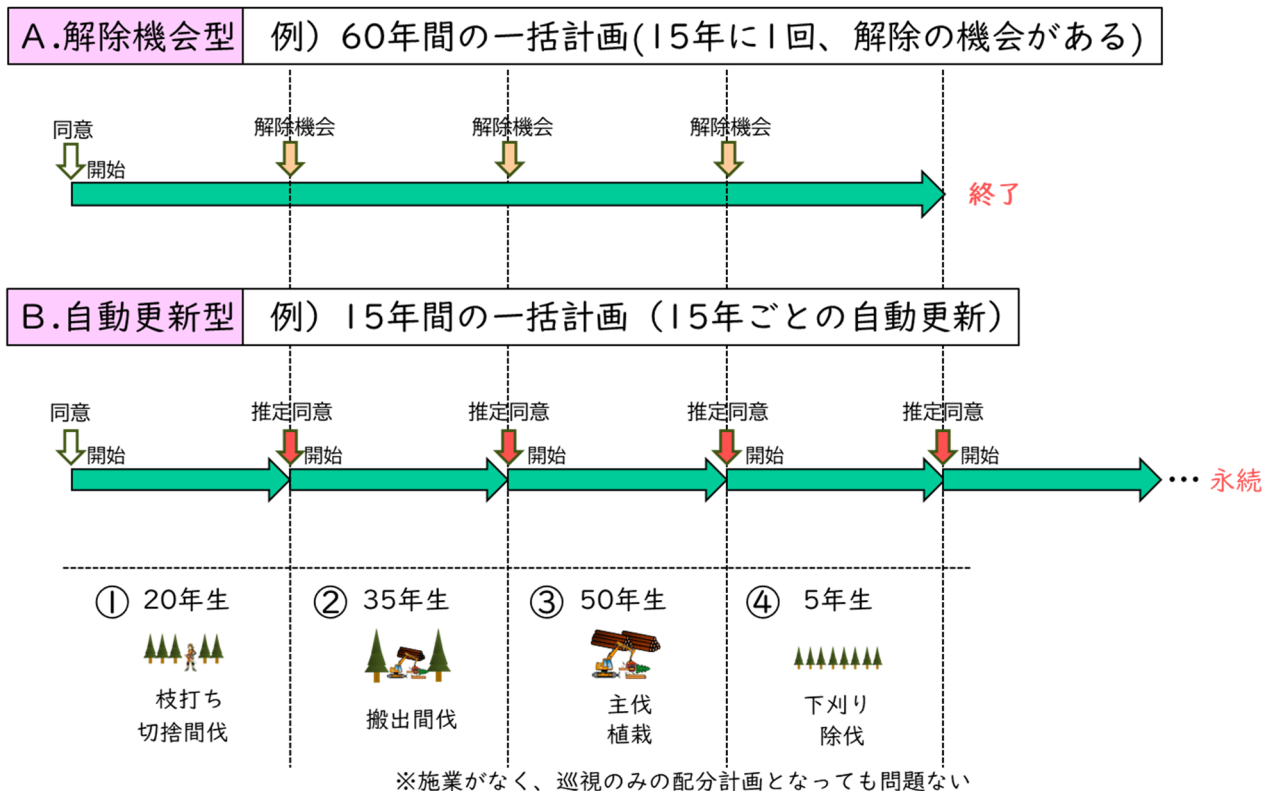 A.解除機会型 例）60年間の一括計画(15年に1回、解除の機会がある)
同意 解除機会 解除機会 解除機会
開始
終了
B.自動更新型 例）15年間の一括計画（15年ごとの自動更新）
同意 推定同意 推定同意 推定同意 推定同意
開始 開始 開始 開始 開始
… 永続
① 20年生 ② 35年生 ③ 50年生 ④ 5年生
枝打ち
切捨間伐
搬出間伐
主伐
植栽
下刈り
除伐
※施業がなく、巡視のみの配分計画となっても問題ない